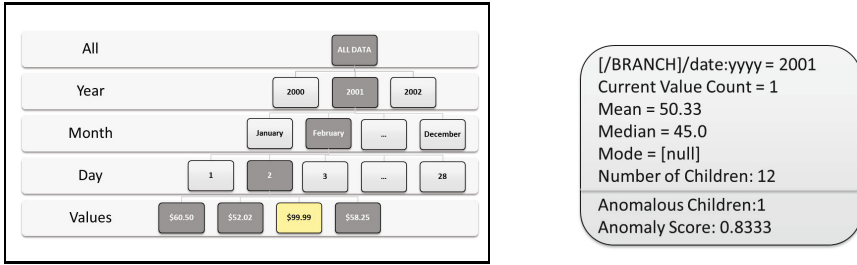 All
ALL DATA
Year
2000 2001 2002
Month
January February ... December
Day
1 2 3 ... 28
Values
$60.50 $52.02 $99.99 $58.25
[/BRANCH]/date:yyyy = 2001
Current Value Count = 1
Mean = 50.33
Median = 45.0
Mode = [null]
Number of Children: 12
Anomalous Children:1
Anomaly Score: 0.8333